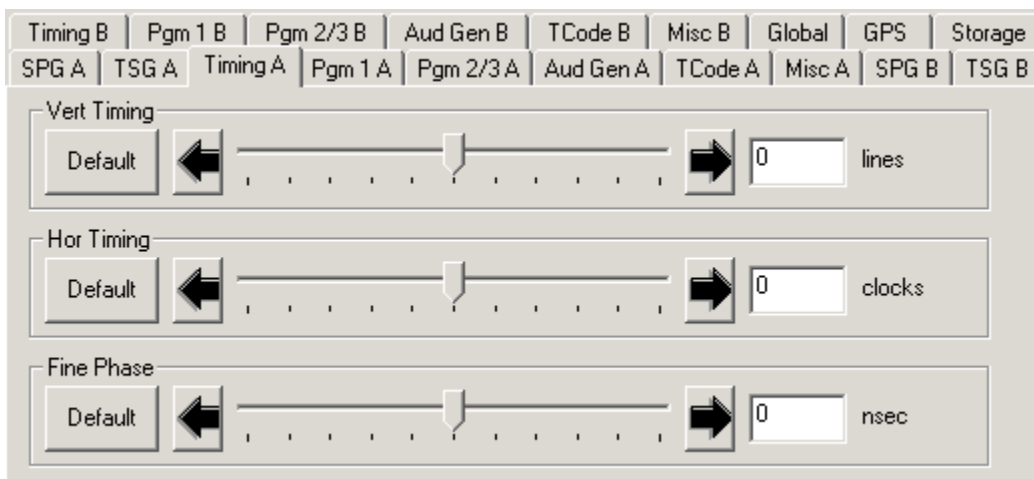 Timing B Pgm 1 B Pgm 2/3 B Aud Gen B TCode B Misc B Global GPS Storage
SPG A TSG A Timing A Pgm 1 A Pgm 2/3 A Aud Gen A TCode A Misc A SPG B TSG B
Vert Timing
Default 0 lines
Hor Timing
Default 0 clocks
Fine Phase
Default 0 nsec